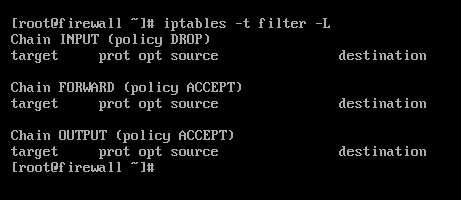 [root@firewall ~]# iptables -t filter -L
Chain INPUT (policy DROP)
target     prot opt source               destination

Chain FORWARD (policy ACCEPT)
target     prot opt source               destination

Chain OUTPUT (policy ACCEPT)
target     prot opt source               destination
[root@firewall ~]#